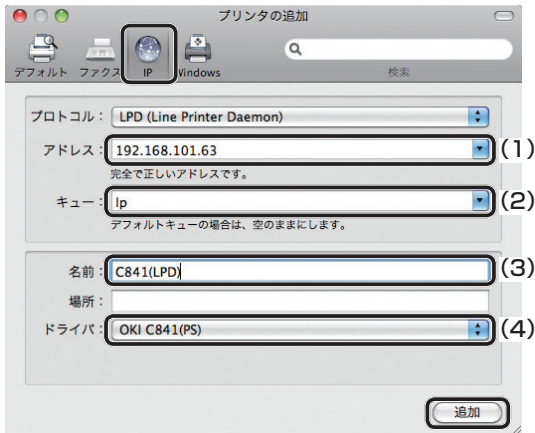 プリンタの追加
デフォルト ファクス IP Windows 検索
プロトコル： LPD (Line Printer Daemon)
アドレス： 192.168.101.63 (1)
完全で正しいアドレスです。
キュー： lp (2)
デフォルトキューの場合は、空のままにします。
名前： C841(LPD) (3)
場所：
ドライバ： OKI C841(PS) (4)
追加